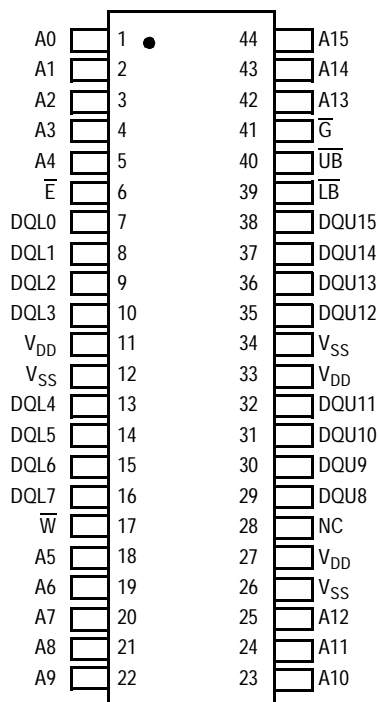 A0 1 44 A15
A1 2 43 A14
A2 3 42 A13
A3 4 41 G̅
A4 5 40 U̅B̅
E̅ 6 39 L̅B̅
DQL0 7 38 DQU15
DQL1 8 37 DQU14
DQL2 9 36 DQU13
DQL3 10 35 DQU12
VDD 11 34 VSS
VSS 12 33 VDD
DQL4 13 32 DQU11
DQL5 14 31 DQU10
DQL6 15 30 DQU9
DQL7 16 29 DQU8
W̅ 17 28 NC
A5 18 27 VDD
A6 19 26 VSS
A7 20 25 A12
A8 21 24 A11
A9 22 23 A10